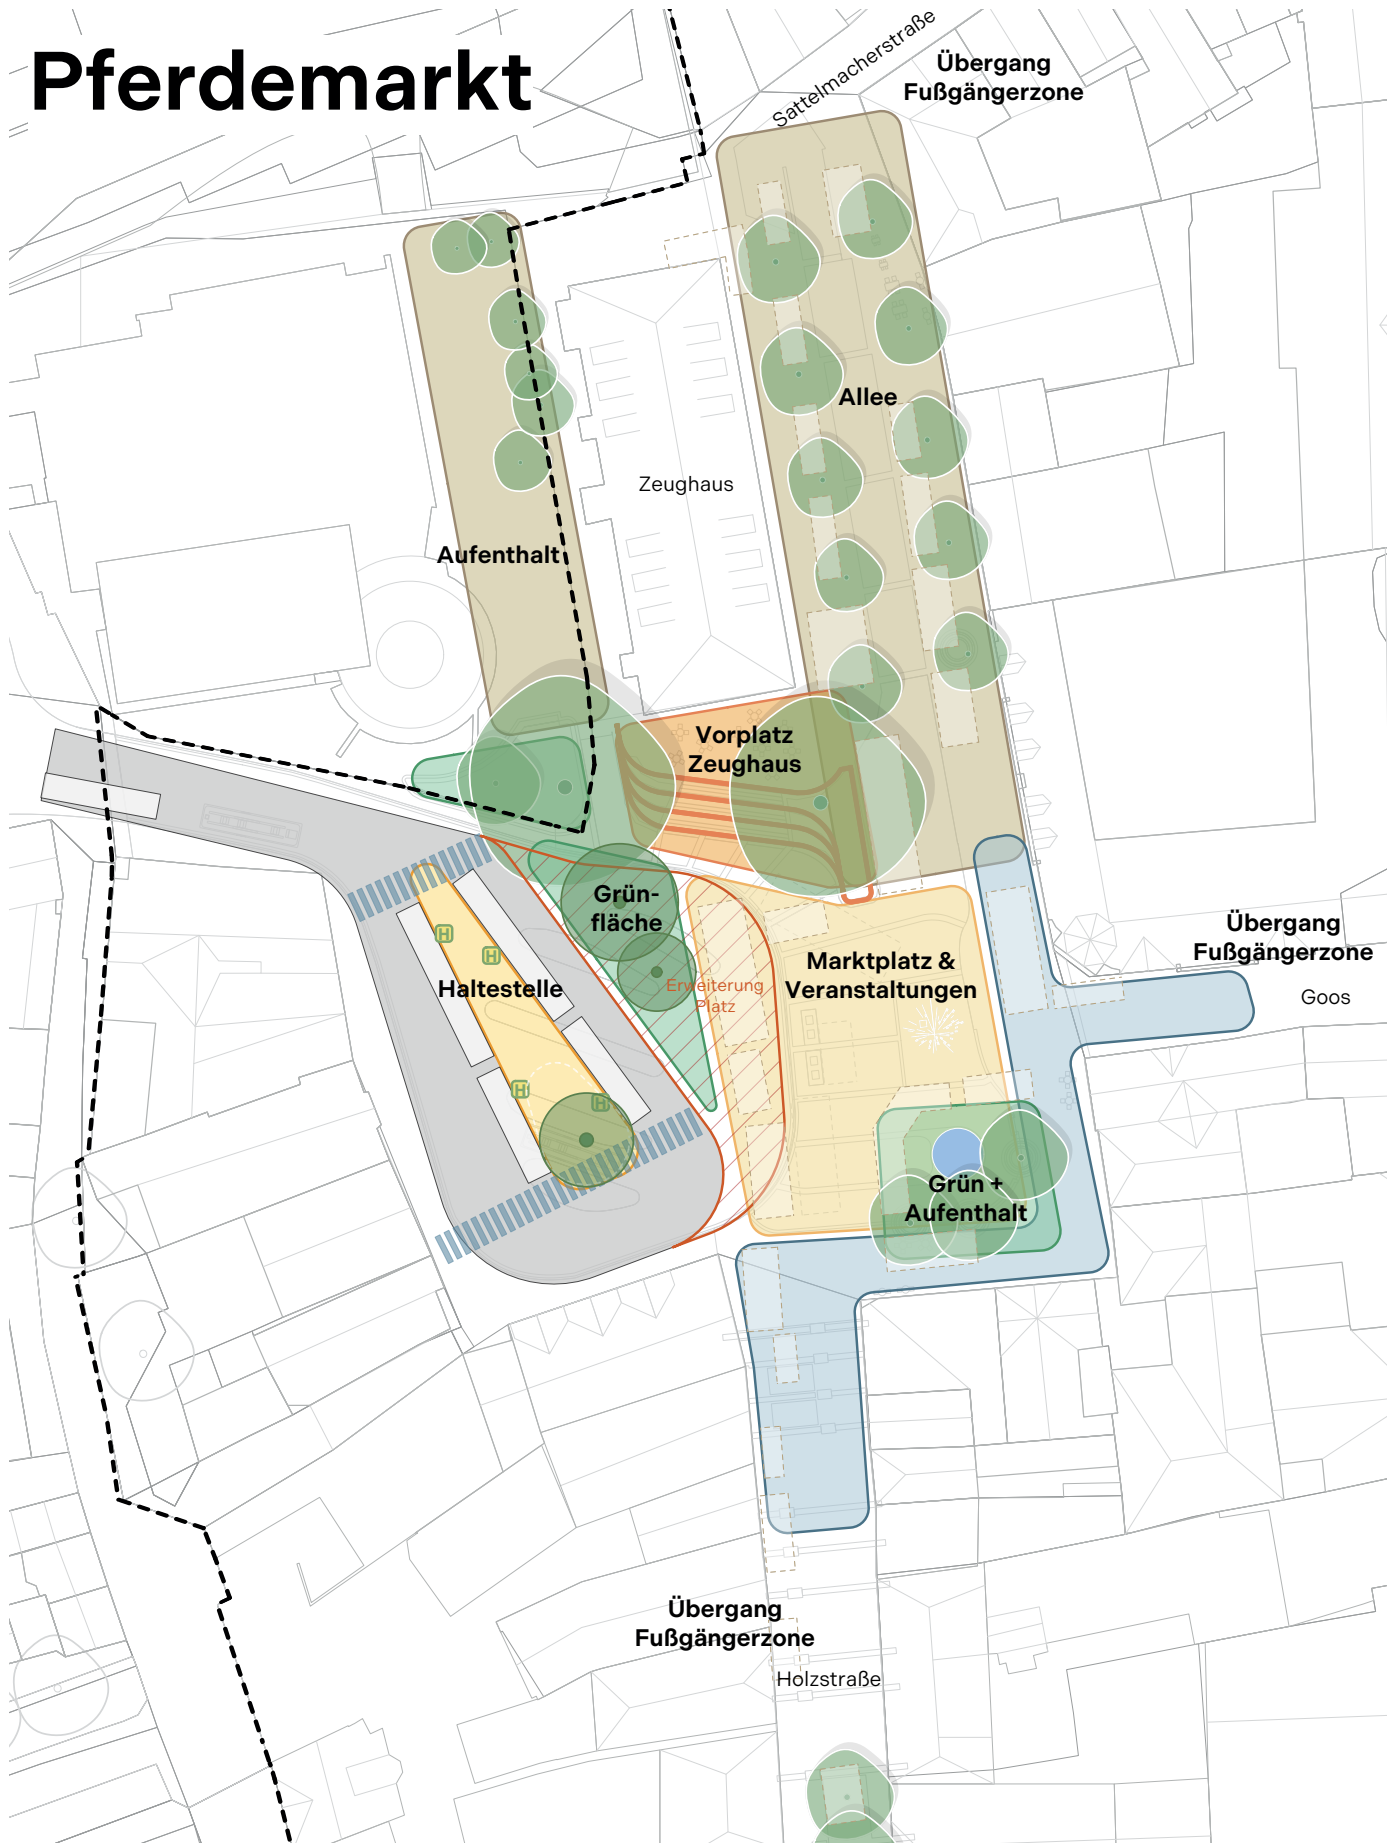 Pferdemarkt
Sattelmacherstraße
Übergang
Fußgängerzone
Allee
Zeughaus
Aufenthalt
Vorplatz
Zeughaus
Grün-
fläche
Übergang
Fußgängerzone
Goos
Marktplatz &
Veranstaltungen
Erweiterung
Platz
Haltestelle
H
H
H
H
Grün +
Aufenthalt
Übergang
Fußgängerzone
Holzstraße